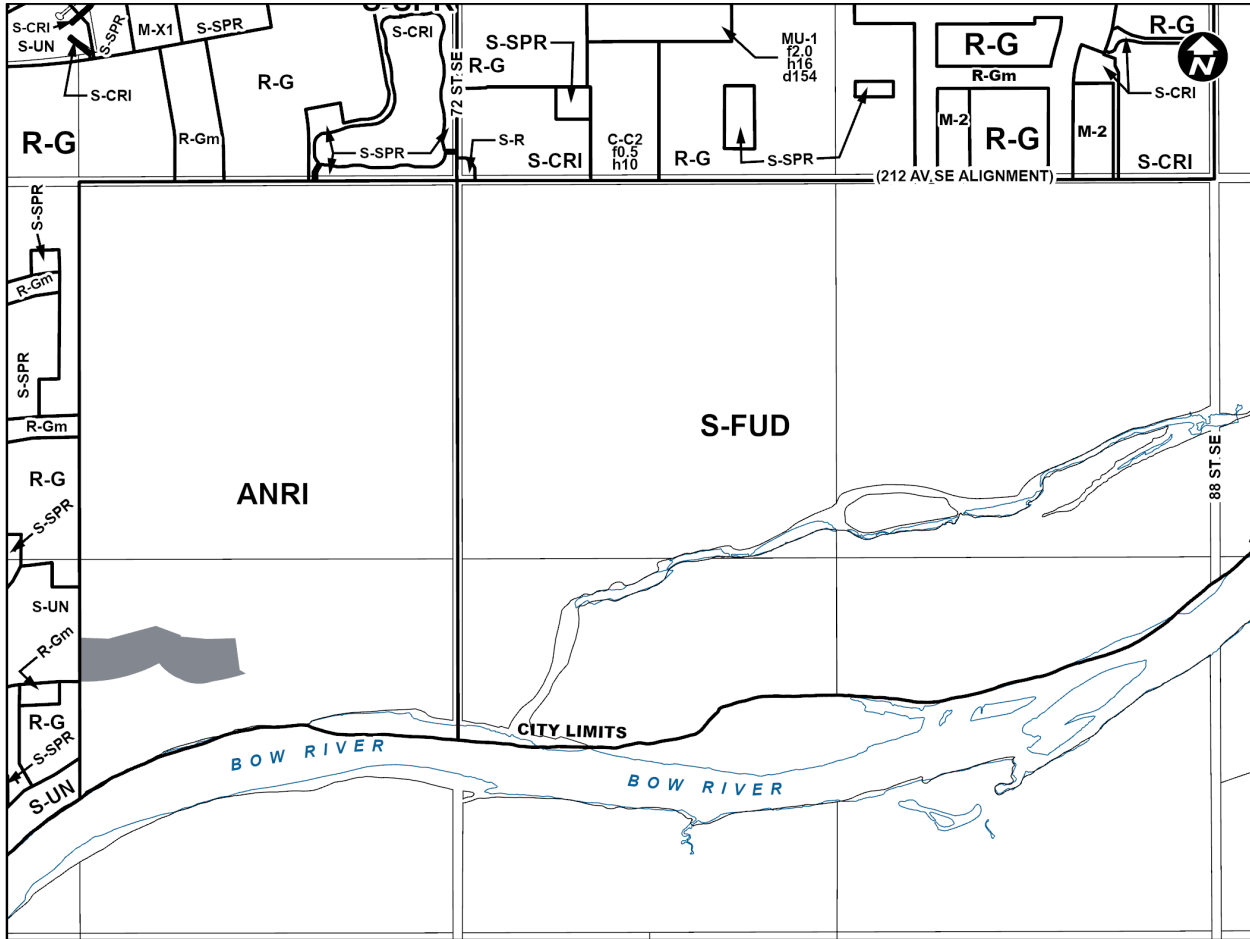 S-SPR
S-CRI
S-UN
S-SPR
M-X1
S-SPR
S-CRI
S-CRI
R-G
R-Gm
R-G
S-SPR
72 ST. SE
S-SPR
R-G
S-R
S-CRI
C-C2
f0.5
h10
R-G
MU-1
f2.0
h16
d154
S-SPR
R-G
R-Gm
M-2
R-G
M-2
R-G
S-CRI
S-CRI
N
(212 AV SE ALIGNMENT)
S-SPR
R-Gm
S-SPR
R-Gm
R-G
S-SPR
S-UN
R-Gm
R-G
S-SPR
S-UN
ANRI
S-FUD
88 ST. SE
CITY LIMITS
BOW RIVER
BOW RIVER